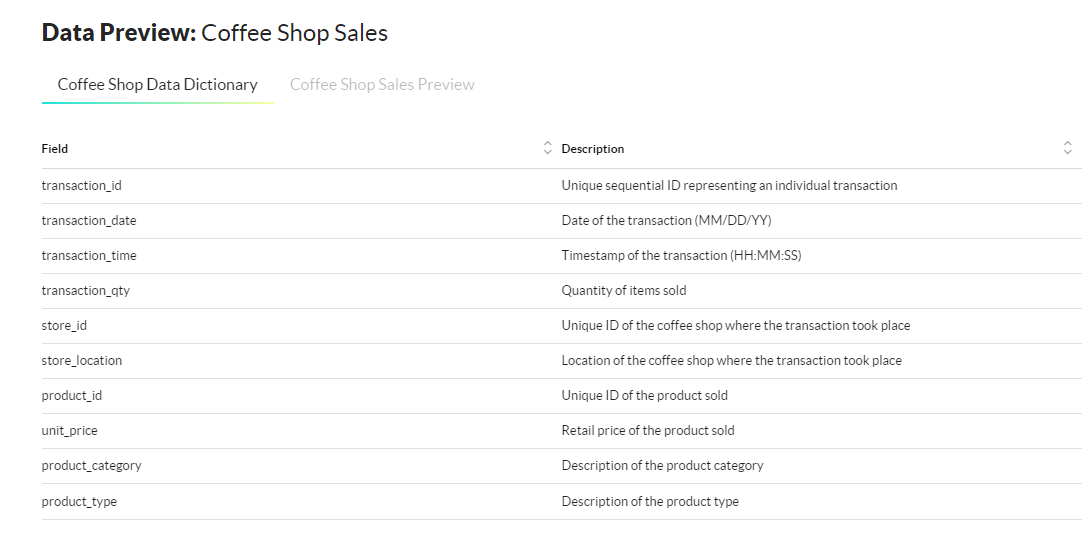 Data Preview: Coffee Shop Sales
Coffee Shop Data Dictionary Coffee Shop Sales Preview
Field Description
transaction_id Unique sequential ID representing an individual transaction
transaction_date Date of the transaction (MM/DD/YY)
transaction_time Timestamp of the transaction (HH:MM:SS)
transaction_qty Quantity of items sold
store_id Unique ID of the coffee shop where the transaction took place
store_location Location of the coffee shop where the transaction took place
product_id Unique ID of the product sold
unit_price Retail price of the product sold
product_category Description of the product category
product_type Description of the product type